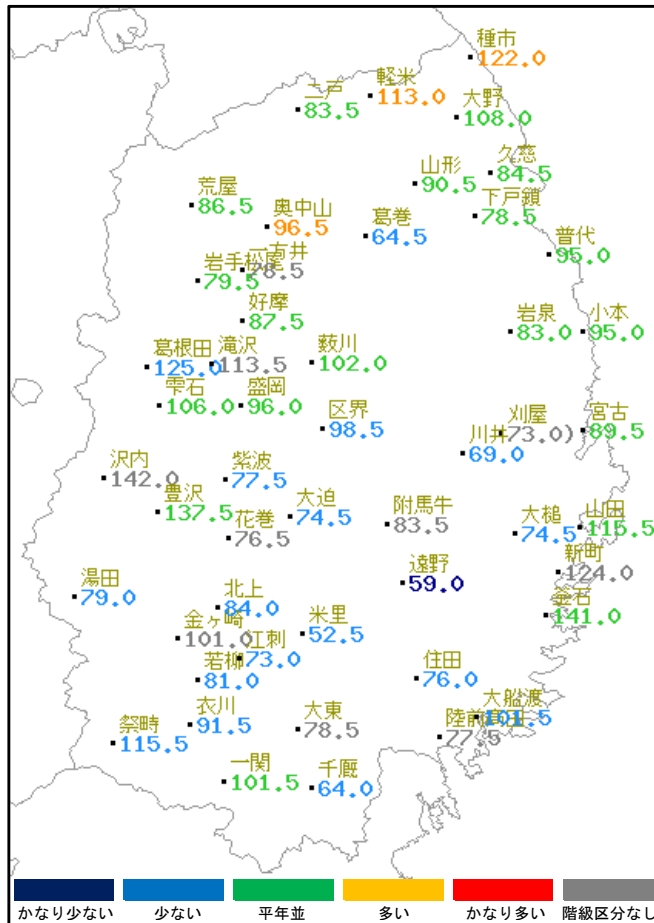 種市
122.0
軽米
113.0
二戸
83.5
大野
108.0
久慈
84.5
山形
90.5
下戸鎖
78.5
荒屋
86.5
奥中山
96.5
葛巻
64.5
普代
95.0
一方井
78.5
岩手松尾
79.5
好摩
87.5
岩泉
83.0
小本
95.0
葛根田
125.0
滝沢
113.5
薮川
102.0
雫石
106.0
盛岡
96.0
区界
98.5
刈屋
73.0)
宮古
89.5
川井
69.0
沢内
142.0
紫波
77.5
豊沢
137.5
大迫
74.5
花巻
76.5
附馬牛
83.5
大槌
74.5
山田
115.5
新町
124.0
遠野
59.0
湯田
79.0
北上
84.0
釜石
141.0
金ヶ崎
101.0
米里
52.5
江刺
73.0
若柳
81.0
住田
76.0
大船渡
101.5
陸前高田
77.5
衣川
91.5
大東
78.5
祭畤
115.5
一関
101.5
千厩
64.0
かなり少ない 少ない 平年並 多い かなり多い 階級区分なし